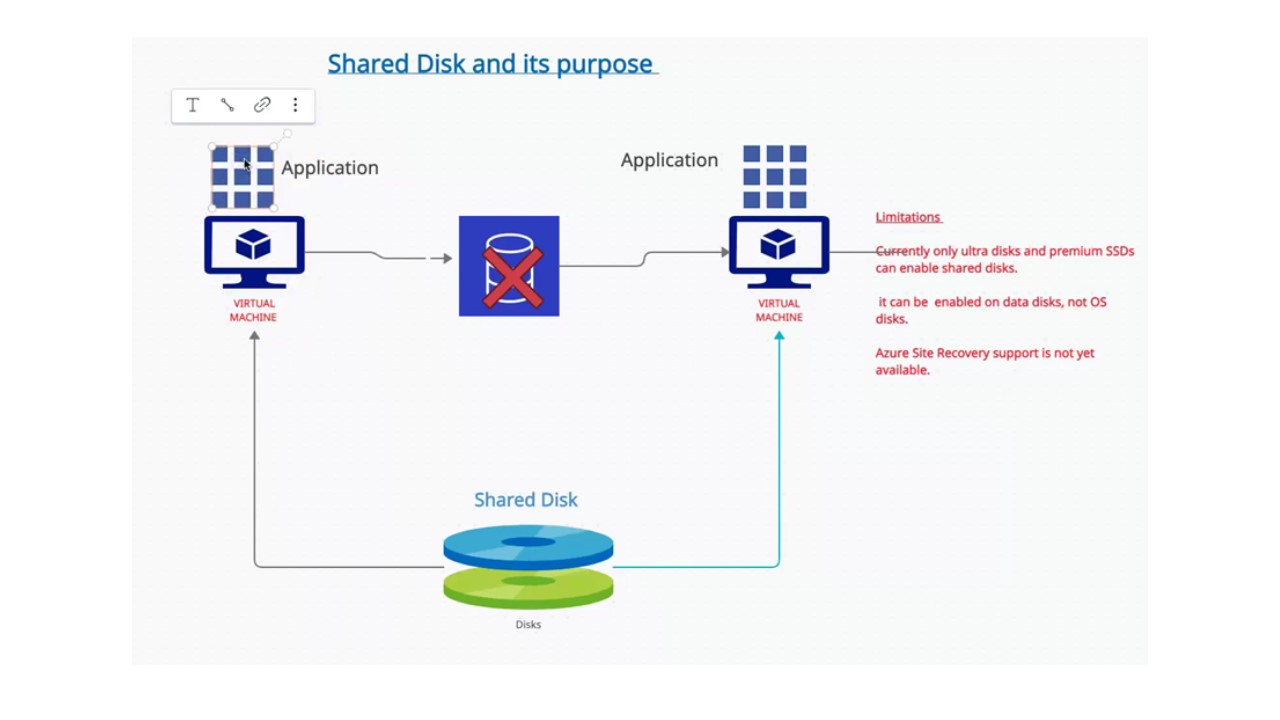 Shared Disk and its purpose
T
Application
Application
Limitations
Currently only ultra disks and premium SSDs
can enable shared disks.
it can be  enabled on data disks, not OS
disks.
Azure Site Recovery support is not yet
available.
VIRTUAL
MACHINE
VIRTUAL
MACHINE
Shared Disk
Disks